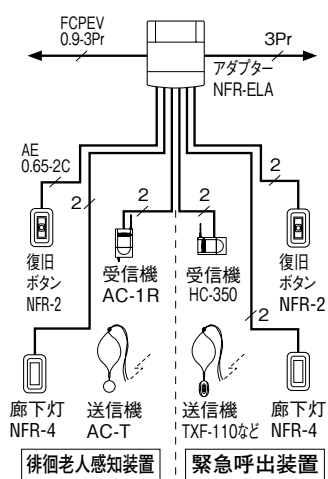 FCPEV
0.9-3Pr
3Pr
アダプター
NFR-ELA
AE
0.65-2C
2
2
2
2
2
復旧
ボタン
NFR-2
受信機
AC-1R
受信機
HC-350
復旧
ボタン
NFR-2
廊下灯
NFR-4
送信機
AC-T
送信機
TXF-110など
廊下灯
NFR-4
徘徊老人感知装置
緊急呼出装置